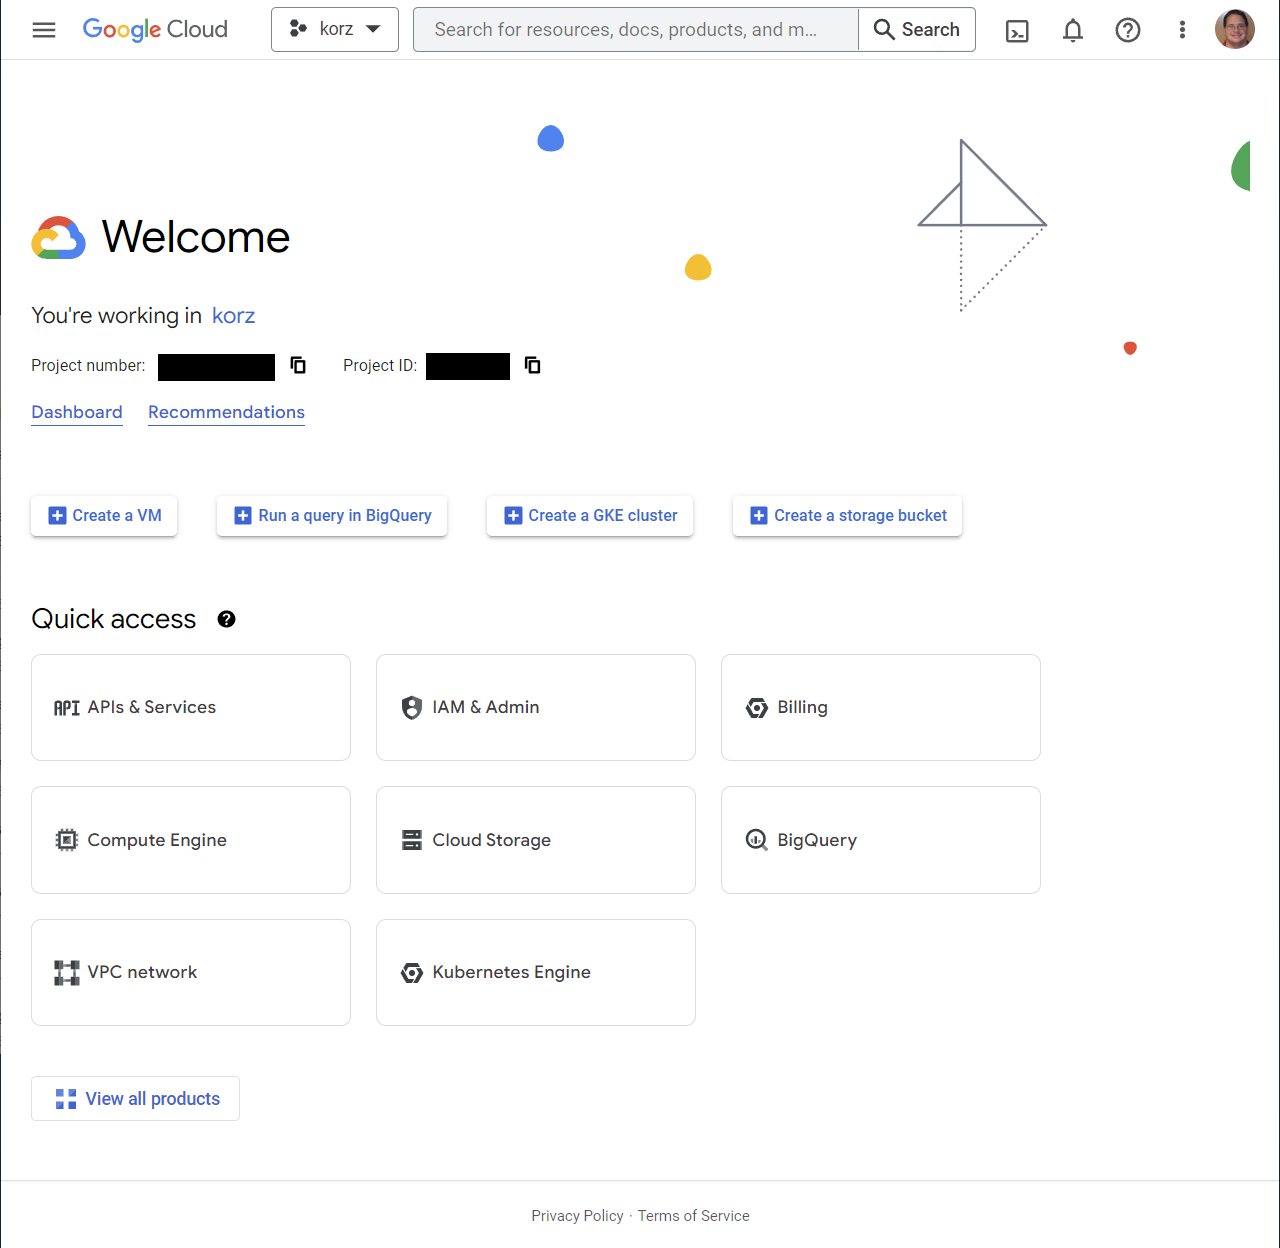 Google Cloud korz Search for resources, docs, products, and m... Search
Welcome
You're working in korz
Project number: Project ID:
Dashboard Recommendations
Create a VM Run a query in BigQuery Create a GKE cluster Create a storage bucket
Quick access
API APIs & Services IAM & Admin Billing
Compute Engine Cloud Storage BigQuery
VPC network Kubernetes Engine
View all products
Privacy Policy · Terms of Service